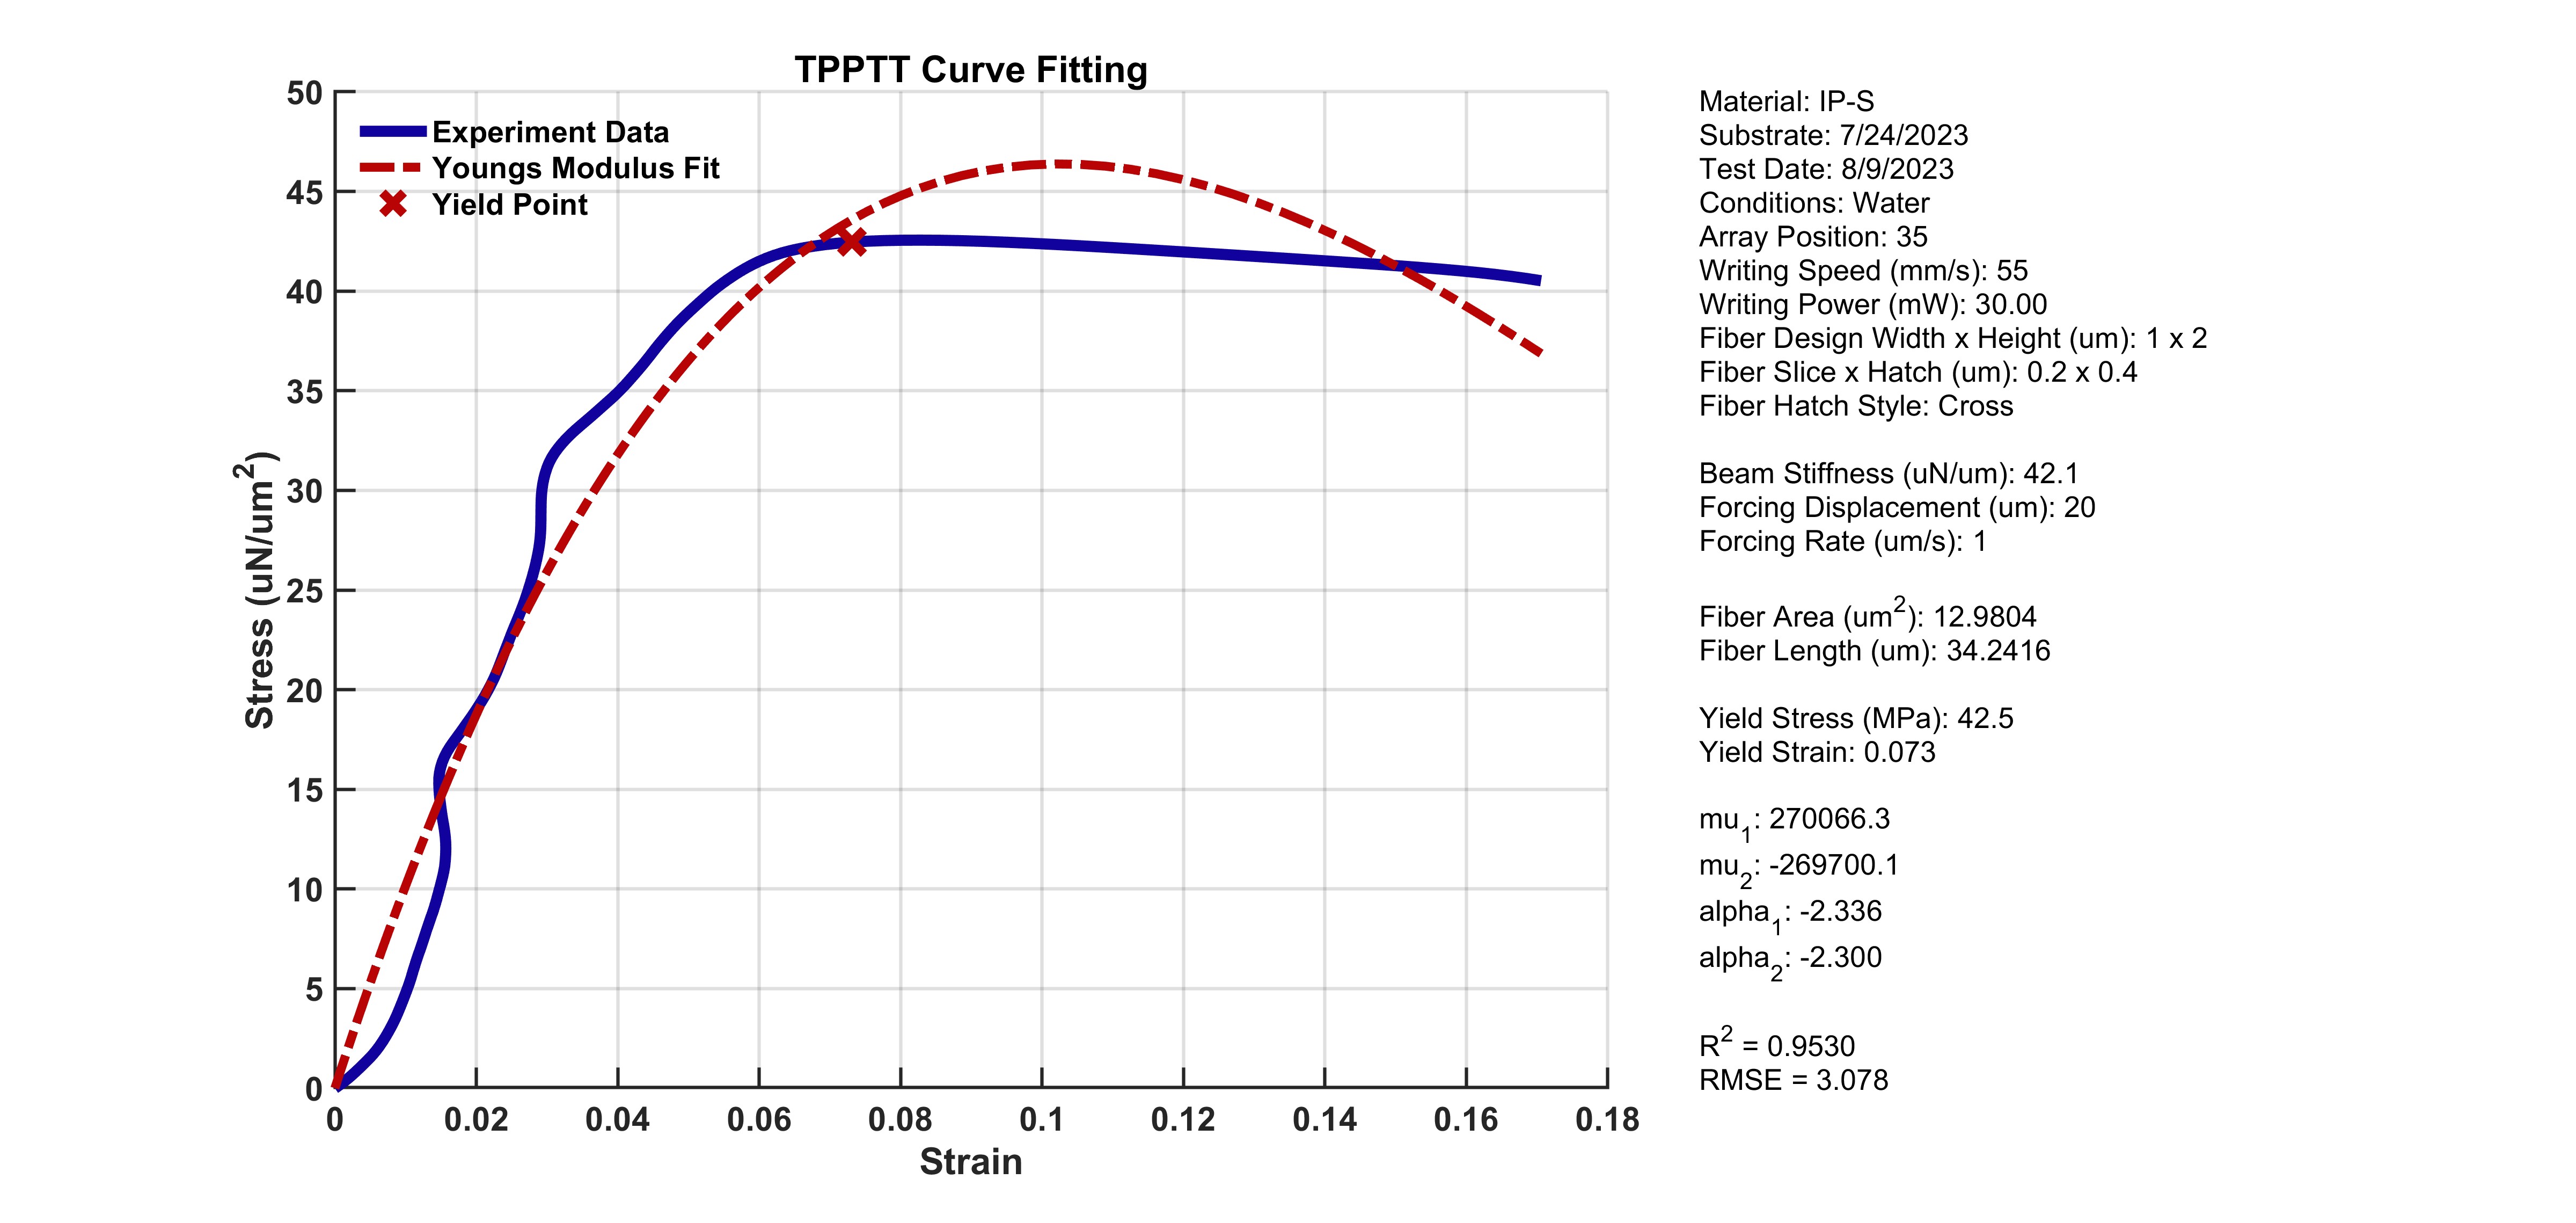 TPPTT Curve Fitting
50
45
40
35
30
25
20
15
10
5
0
Stress (uN/um²)
Experiment Data
Youngs Modulus Fit
Yield Point
0 0.02 0.04 0.06 0.08 0.1 0.12 0.14 0.16 0.18
Strain
Material: IP-S
Substrate: 7/24/2023
Test Date: 8/9/2023
Conditions: Water
Array Position: 35
Writing Speed (mm/s): 55
Writing Power (mW): 30.00
Fiber Design Width x Height (um): 1 x 2
Fiber Slice x Hatch (um): 0.2 x 0.4
Fiber Hatch Style: Cross
Beam Stiffness (uN/um): 42.1
Forcing Displacement (um): 20
Forcing Rate (um/s): 1
Fiber Area (um²): 12.9804
Fiber Length (um): 34.2416
Yield Stress (MPa): 42.5
Yield Strain: 0.073
mu₁: 270066.3
mu₂: -269700.1
alpha₁: -2.336
alpha₂: -2.300
R² = 0.9530
RMSE = 3.078